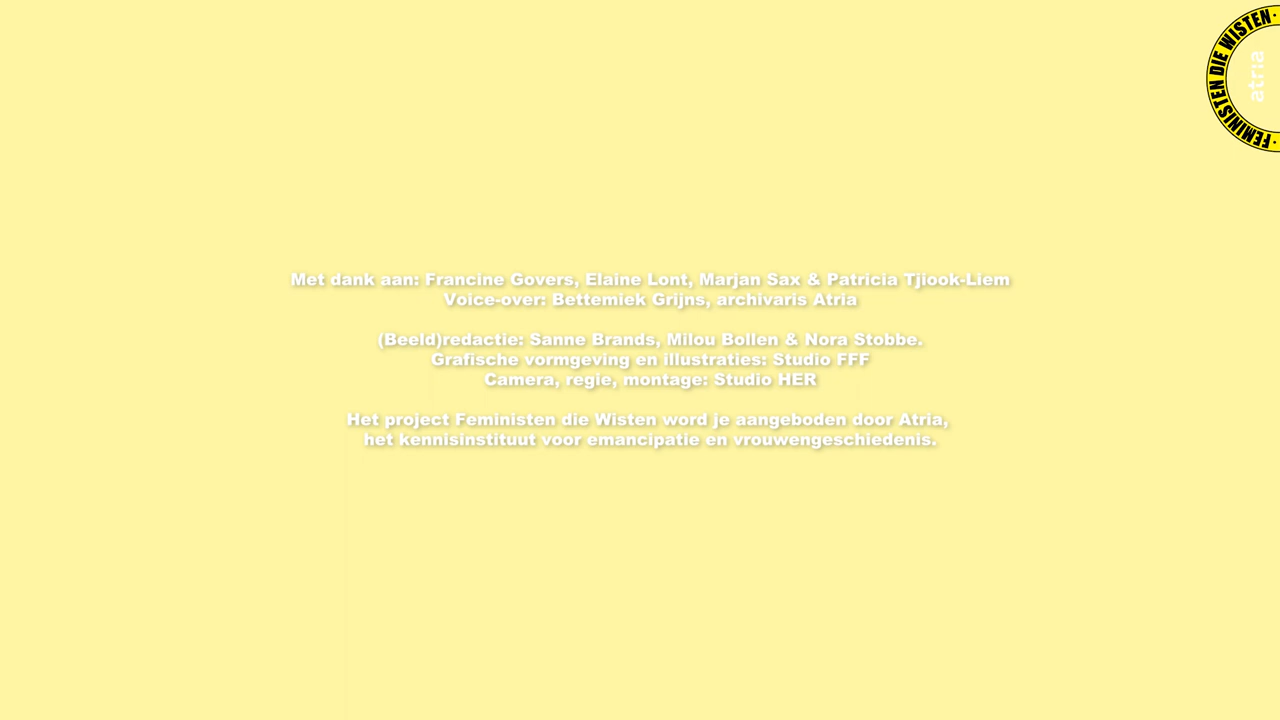 FEMINISTEN DIE WISTEN
atria
Met dank aan: Francine Govers, Elaine Lont, Marjan Sax & Patricia Tjiook-Liem
Voice-over: Bettemiek Grijns, archivaris Atria
(Beeld)redactie: Sanne Brands, Milou Bollen & Nora Stobbe.
Grafische vormgeving en illustraties: Studio FFF
Camera, regie, montage: Studio HER
Het project Feministen die Wisten word je aangeboden door Atria,
het kennisinstituut voor emancipatie en vrouwengeschiedenis.